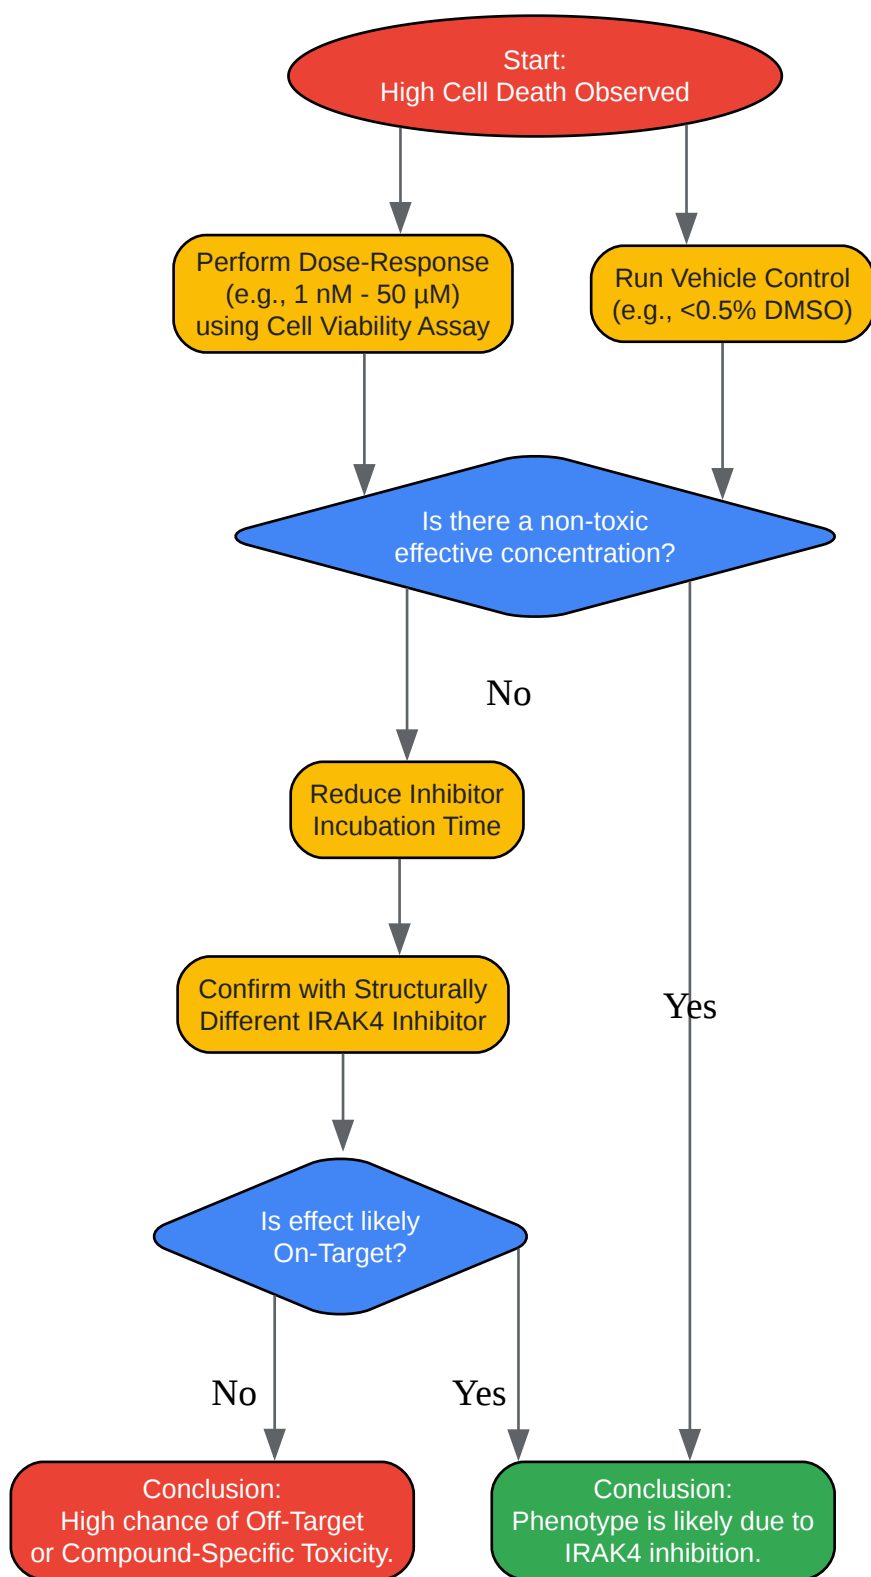 Start:
High Cell Death Observed
Perform Dose-Response
(e.g., 1 nM - 50 µM)
using Cell Viability Assay
Run Vehicle Control
(e.g., <0.5% DMSO)
Is there a non-toxic
effective concentration?
No
Reduce Inhibitor
Incubation Time
Confirm with Structurally
Different IRAK4 Inhibitor
Yes
Is effect likely
On-Target?
No
Yes
Conclusion:
High chance of Off-Target
or Compound-Specific Toxicity.
Conclusion:
Phenotype is likely due to
IRAK4 inhibition.